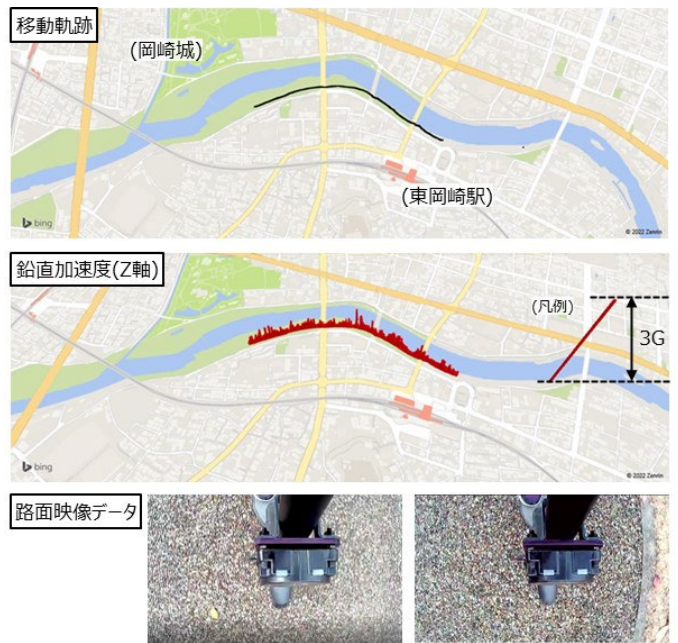 移動軌跡
(岡崎城)
(東岡崎駅)
bing
© 2022 Zenrin
鉛直加速度(Z軸)
(凡例)
3G
bing
© 2022 Zenrin
路面映像データ